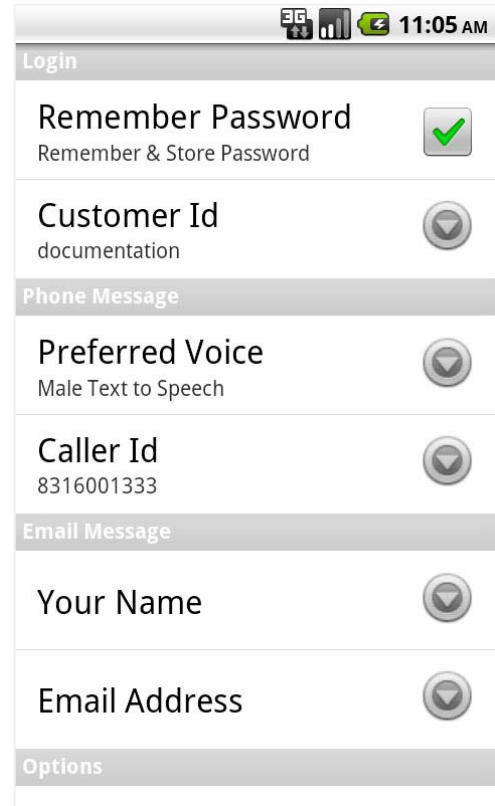 3G 11:05 AM
Login
Remember Password
Remember & Store Password
Customer Id
documentation
Phone Message
Preferred Voice
Male Text to Speech
Caller Id
8316001333
Email Message
Your Name
Email Address
Options